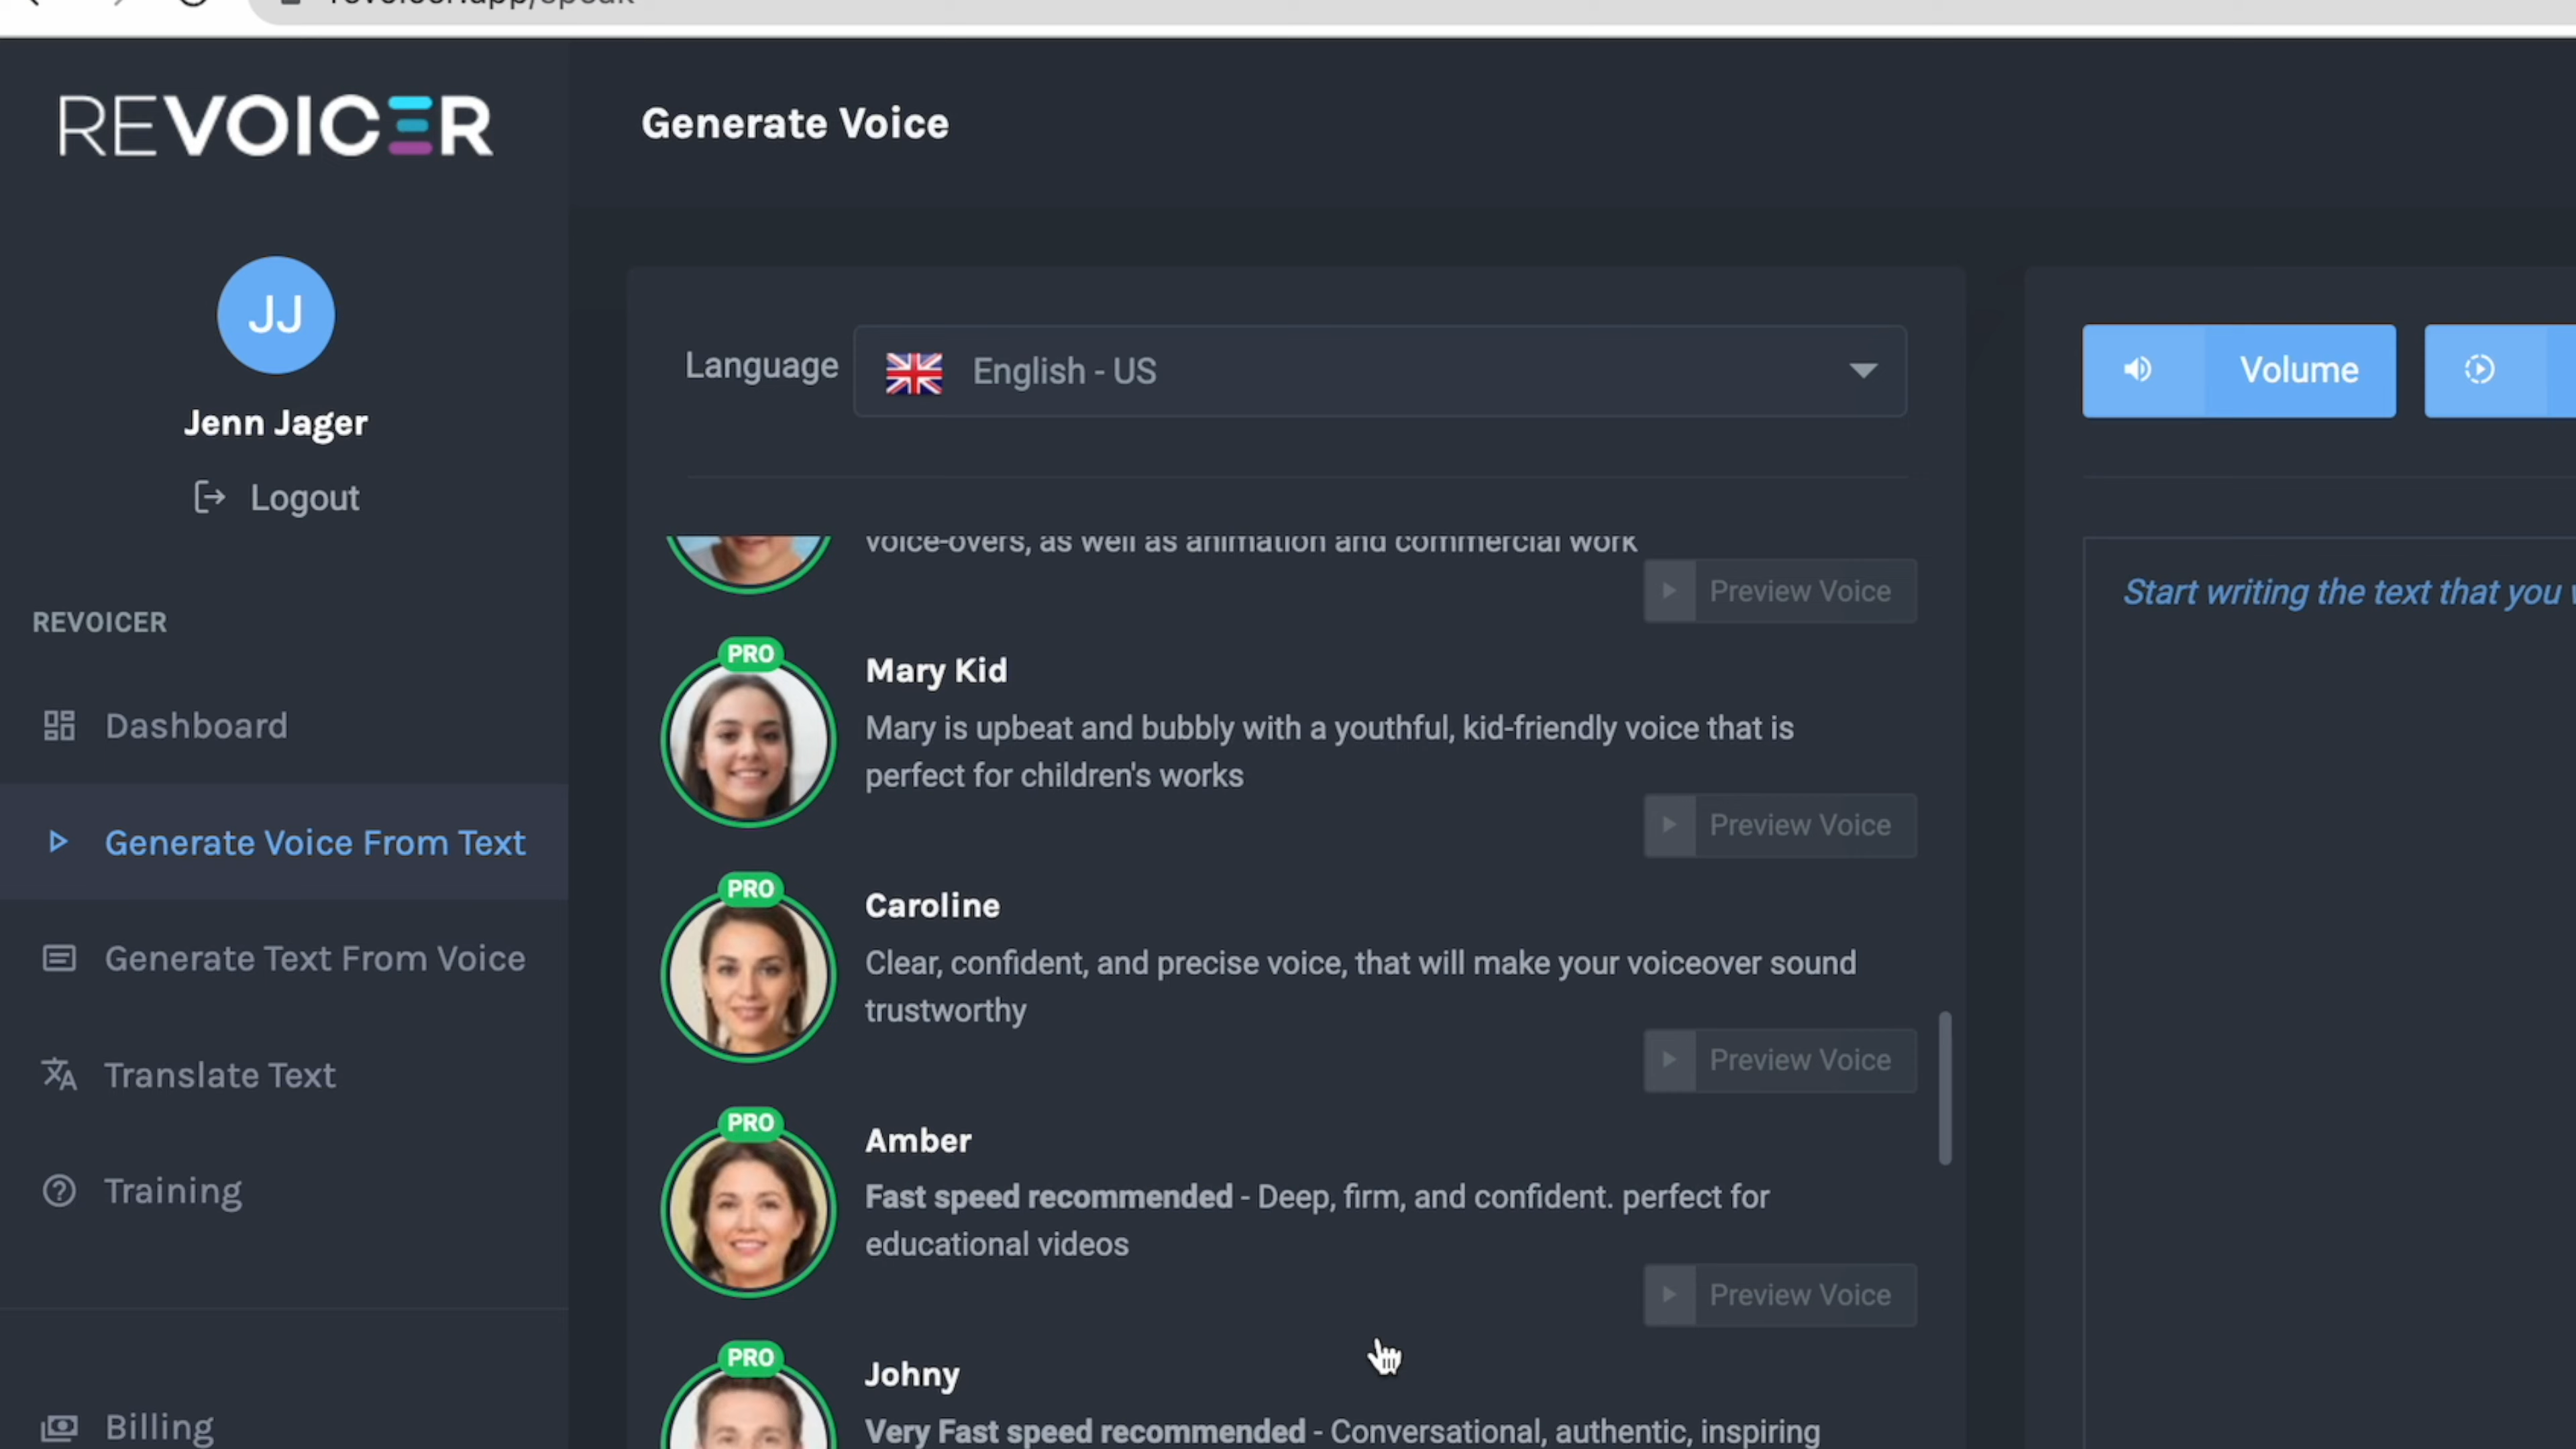 REVOICER
Generate Voice
JJ
Jenn Jager
Logout
REVOICER
Dashboard
Generate Voice From Text
Generate Text From Voice
Translate Text
Training
Billing
Language
English - US
voice-overs, as well as animation and commercial work
Preview Voice
PRO
Mary Kid
Mary is upbeat and bubbly with a youthful, kid-friendly voice that is
perfect for children's works
Preview Voice
PRO
Caroline
Clear, confident, and precise voice, that will make your voiceover sound
trustworthy
Preview Voice
PRO
Amber
Fast speed recommended - Deep, firm, and confident. perfect for
educational videos
Preview Voice
PRO
Johny
Very Fast speed recommended - Conversational, authentic, inspiring
Volume
Start writing the text that you